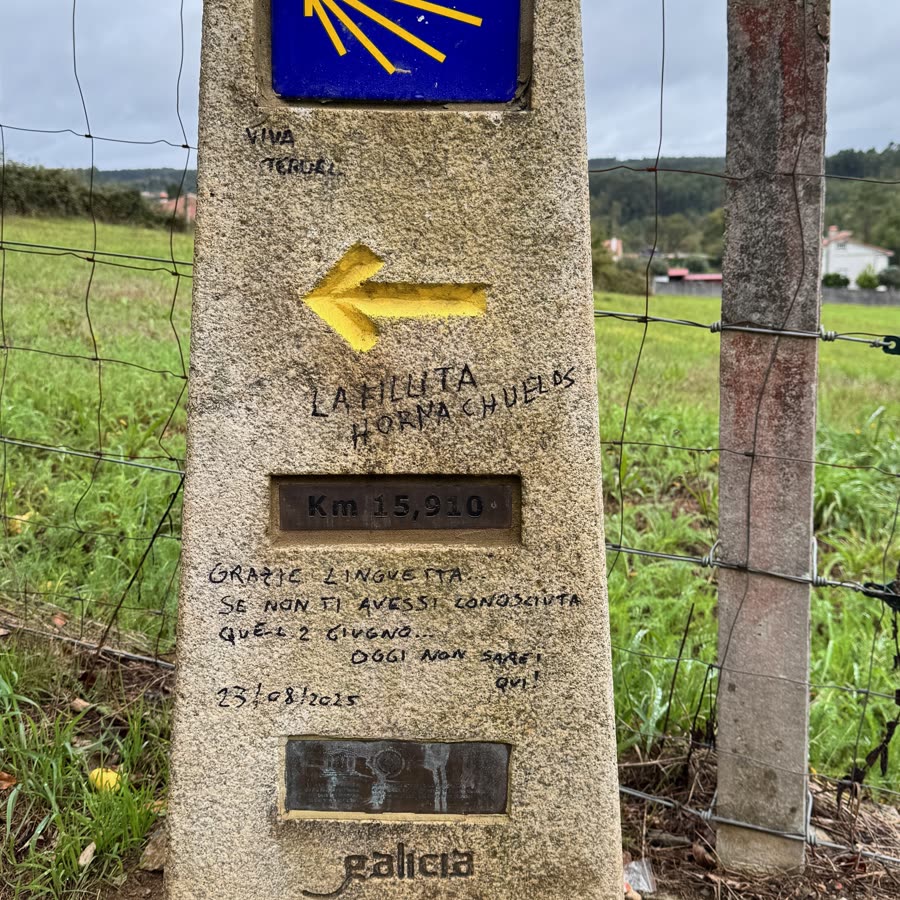 VIVA
TERUEL
LA FILLITA
HORNACHUELOS
Km 15,910
GRAZIE LINGUETTA...
SE NON TI AVESSI CONOSCIUTA
QUEL 2 GIUGNO...
OGGI NON SAREI
QUI!
23/08/2025
galicia